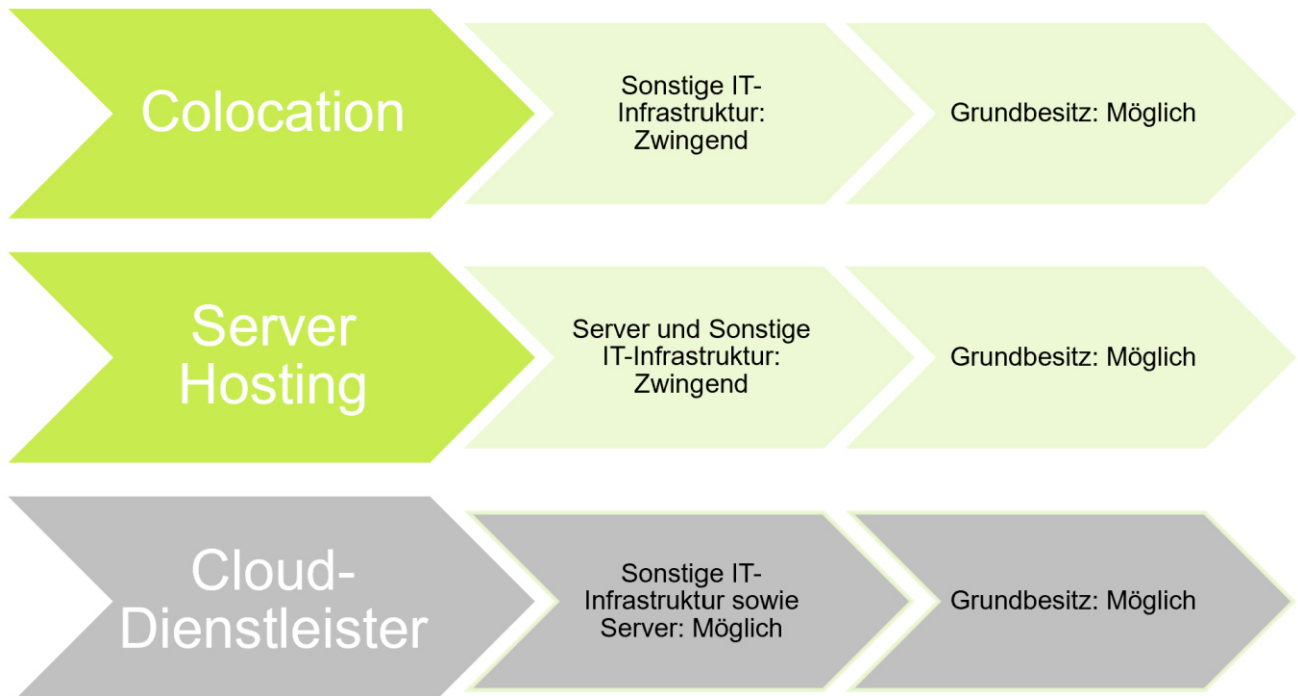 Colocation
Sonstige IT-
Infrastruktur:
Zwingend
Grundbesitz: Möglich
Server
Hosting
Server und Sonstige
IT-Infrastruktur:
Zwingend
Grundbesitz: Möglich
Cloud-
Dienstleister
Sonstige IT-
Infrastruktur sowie
Server: Möglich
Grundbesitz: Möglich